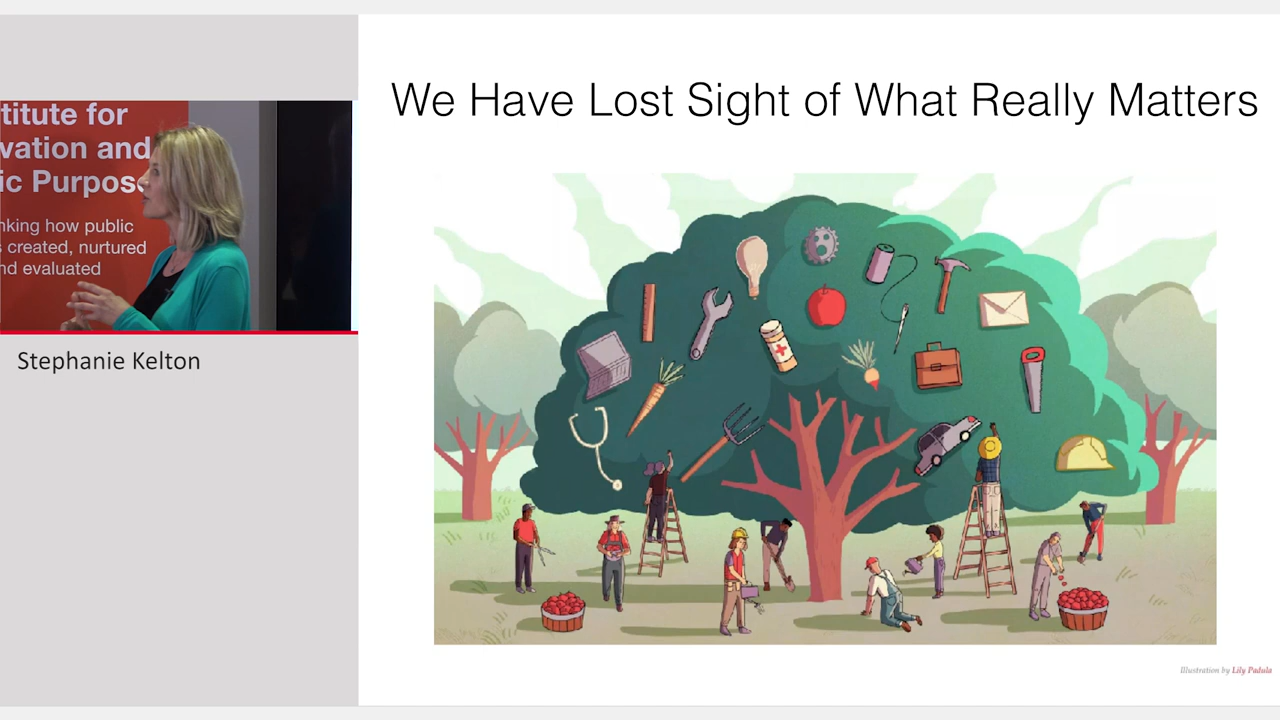 We Have Lost Sight of What Really Matters
titute for
vation and
ic Purpose
nking how public
s created, nurtured
nd evaluated
Stephanie Kelton
Illustration by Lily Padula